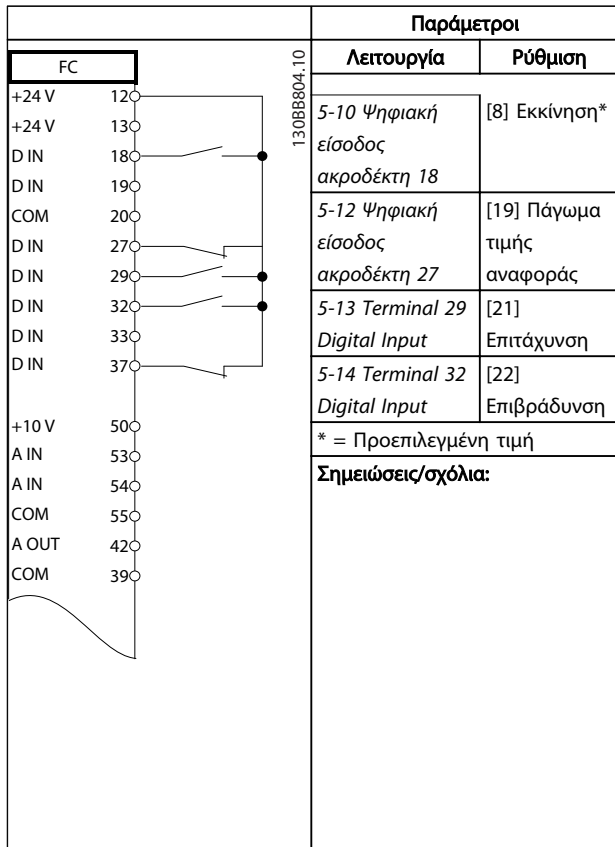 FC
+24 V 12
+24 V 13
D IN 18
D IN 19
COM 20
D IN 27
D IN 29
D IN 32
D IN 33
D IN 37
+10 V 50
A IN 53
A IN 54
COM 55
A OUT 42
COM 39
130BB804.10
Παράμετροι
Λειτουργία Ρύθμιση
5-10 Ψηφιακή [8] Εκκίνηση*
είσοδος
ακροδέκτη 18
5-12 Ψηφιακή [19] Πάγωμα
είσοδος τιμής
ακροδέκτη 27 αναφοράς
5-13 Terminal 29 [21]
Digital Input Επιτάχυνση
5-14 Terminal 32 [22]
Digital Input Επιβράδυνση
* = Προεπιλεγμένη τιμή
Σημειώσεις/σχόλια: